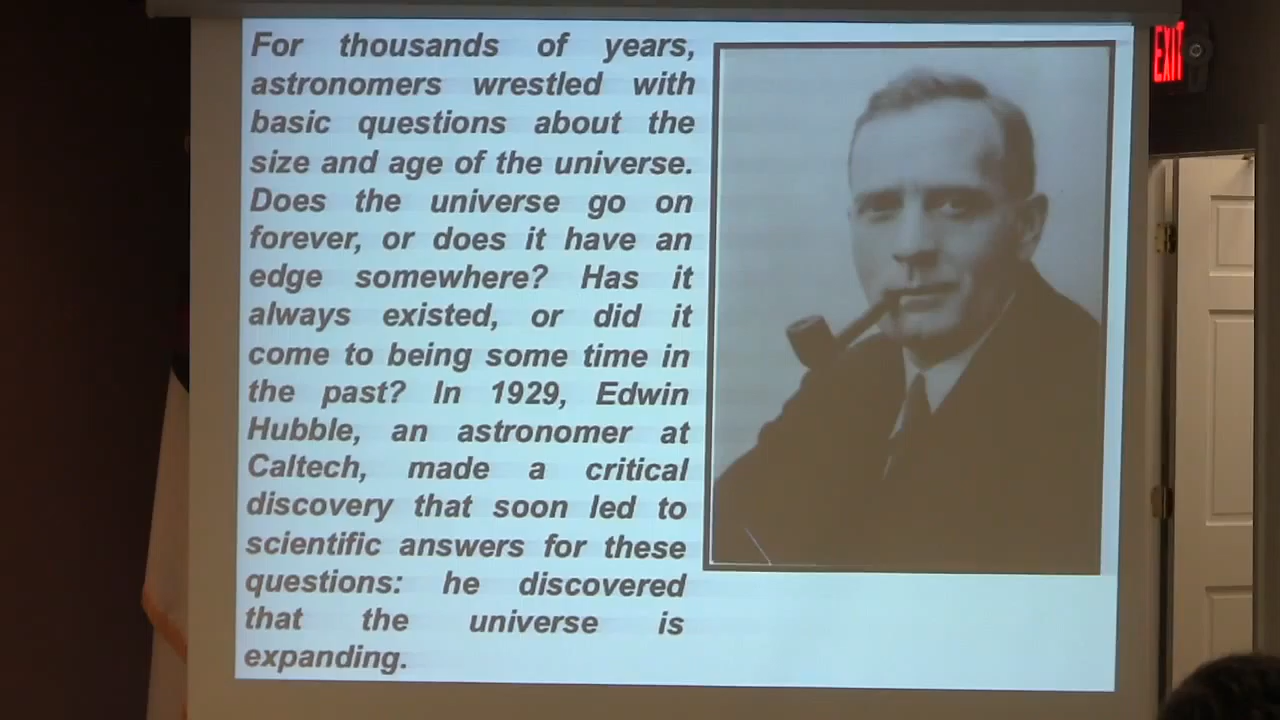 For thousands of years,
astronomers wrestled with
basic questions about the
size and age of the universe.
Does the universe go on
forever, or does it have an
edge somewhere? Has it
always existed, or did it
come to being some time in
the past? In 1929, Edwin
Hubble, an astronomer at
Caltech, made a critical
discovery that soon led to
scientific answers for these
questions: he discovered
that the universe is
expanding.
EXIT